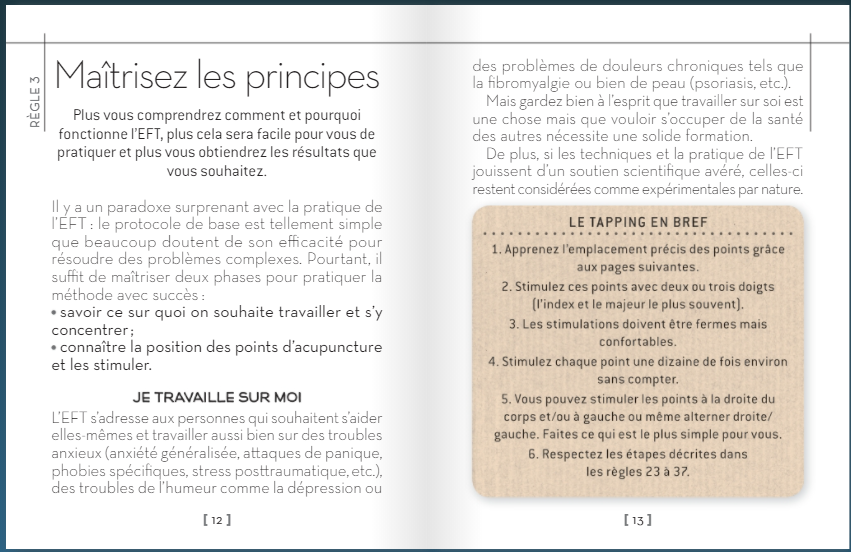 RÈGLE 3
Maîtrisez les principes
Plus vous comprendrez comment et pourquoi
fonctionne l'EFT, plus cela sera facile pour vous de
pratiquer et plus vous obtiendrez les résultats que
vous souhaitez.
Il y a un paradoxe surprenant avec la pratique de
l'EFT : le protocole de base est tellement simple
que beaucoup doutent de son efficacité pour
résoudre des problèmes complexes. Pourtant, il
suffit de maîtriser deux phases pour pratiquer la
méthode avec succès :
• savoir ce sur quoi on souhaite travailler et s'y
concentrer ;
• connaître la position des points d'acupuncture
et les stimuler.
JE TRAVAILLE SUR MOI
L'EFT s'adresse aux personnes qui souhaitent s'aider
elles-mêmes et travailler aussi bien sur des troubles
anxieux (anxiété généralisée, attaques de panique,
phobies spécifiques, stress posttraumatique, etc.),
des troubles de l'humeur comme la dépression ou
[ 12 ]
des problèmes de douleurs chroniques tels que
la fibromyalgie ou bien de peau (psoriasis, etc.).
Mais gardez bien à l'esprit que travailler sur soi est
une chose mais que vouloir s'occuper de la santé
des autres nécessite une solide formation.
De plus, si les techniques et la pratique de l'EFT
jouissent d'un soutien scientifique avéré, celles-ci
restent considérées comme expérimentales par nature.
LE TAPPING EN BREF
1. Apprenez l'emplacement précis des points grâce
aux pages suivantes.
2. Stimulez ces points avec deux ou trois doigts
(l'index et le majeur le plus souvent).
3. Les stimulations doivent être fermes mais
confortables.
4. Stimulez chaque point une dizaine de fois environ
sans compter.
5. Vous pouvez stimuler les points à la droite du
corps et/ou à gauche ou même alterner droite/
gauche. Faites ce qui est le plus simple pour vous.
6. Respectez les étapes décrites dans
les règles 23 à 37.
[ 13 ]